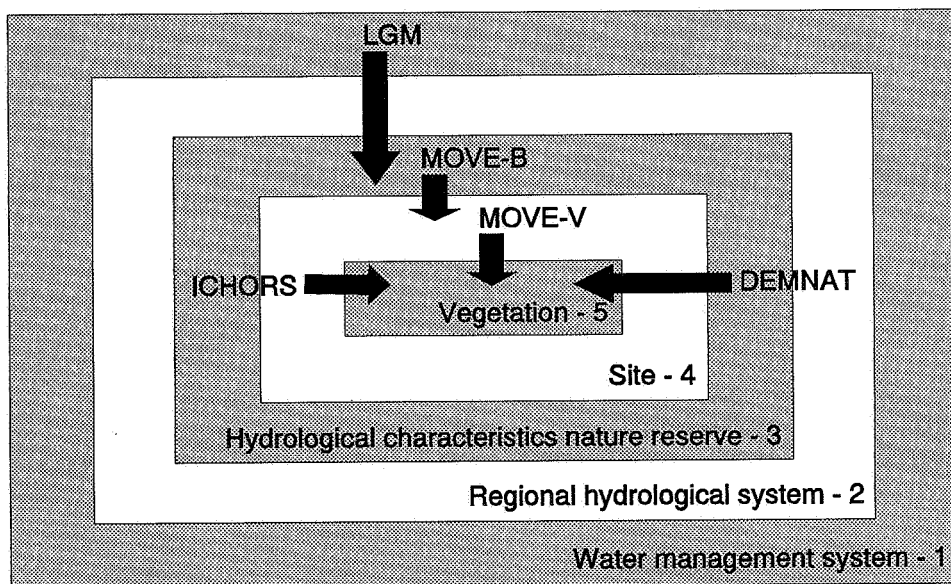 LGM
MOVE-B
MOVE-V
ICHORS
DEMNAT
Vegetation - 5
Site - 4
Hydrological characteristics nature reserve - 3
Regional hydrological system - 2
Water management system - 1